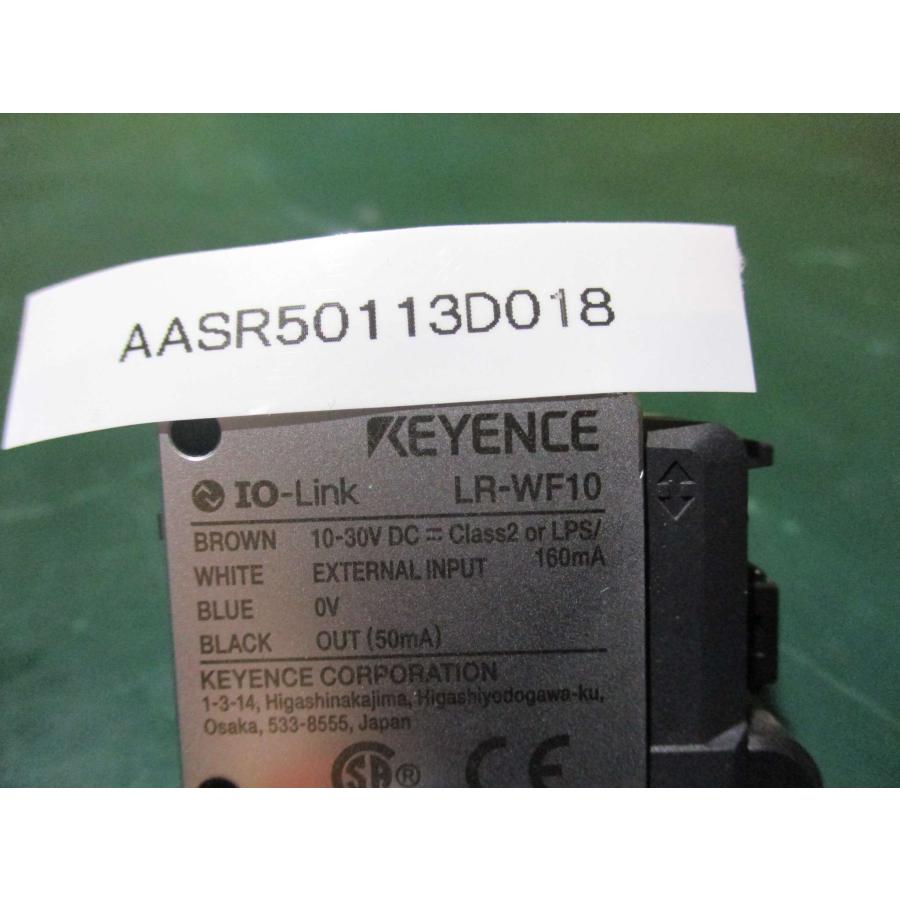 AASR50113D018
KEYENCE
IO-Link LR-WF10
BROWN 10-30V DC ⎓ Class2 or LPS/
160mA
WHITE EXTERNAL INPUT
BLUE 0V
BLACK OUT (50mA)
KEYENCE CORPORATION
1-3-14, Higashinakajima, Higashiyodogawa-ku,
Osaka, 533-8555, Japan
SA ® CE